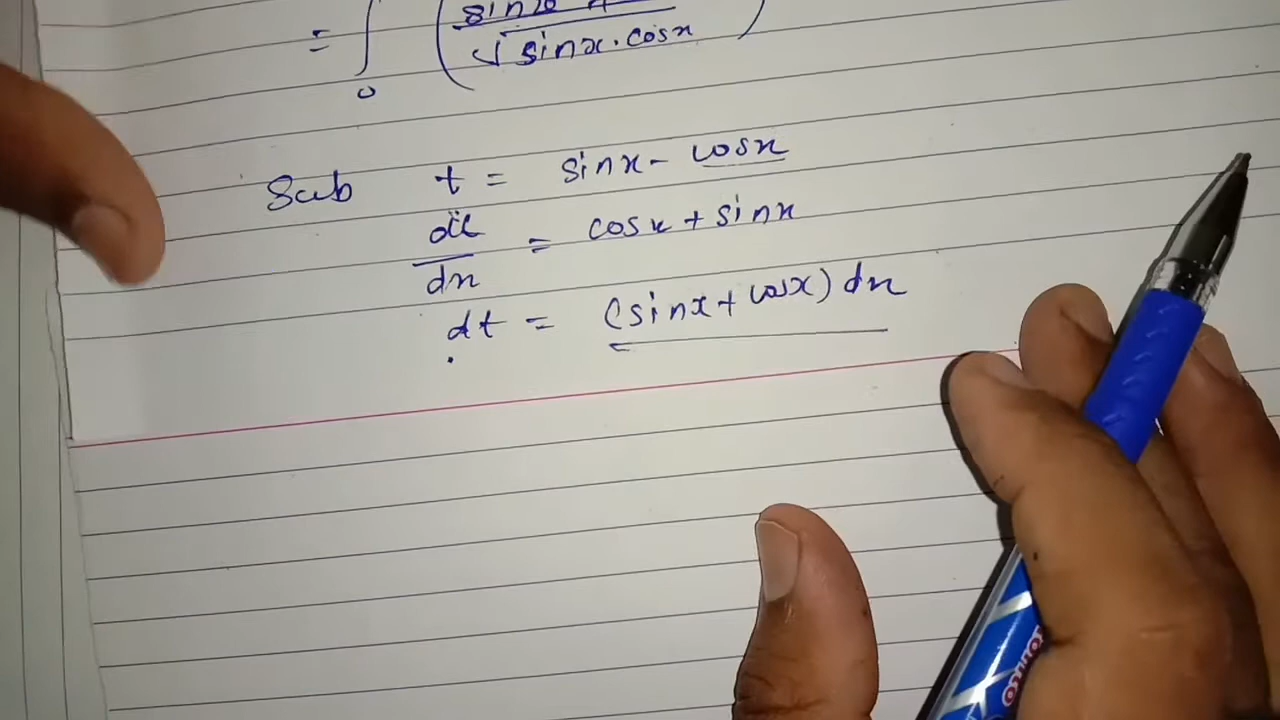 = ∫
0
√sinx.cosx
Sub t = sinx - cosx
dt/dx = cosx + sinx
dt = (sinx + cosx) dx